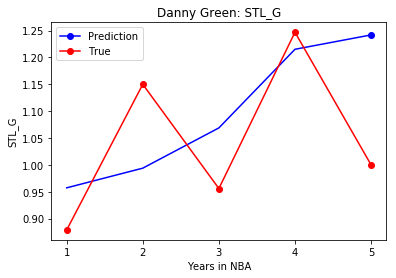 Danny Green: STL_G
Prediction
True
STL_G
1.25
1.20
1.15
1.10
1.05
1.00
0.95
0.90
1 2 3 4 5
Years in NBA